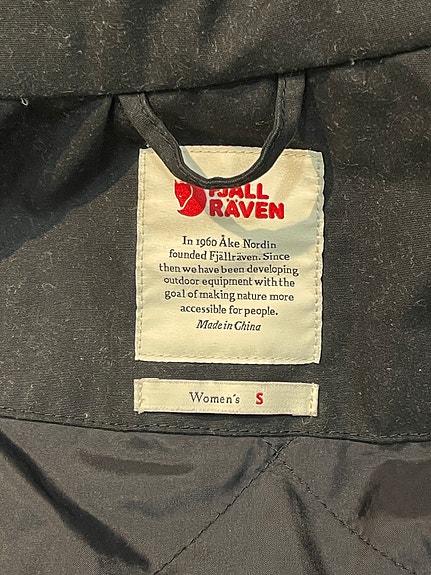 FJÄLL
RÄVEN
In 1960 Åke Nordin
founded Fjällräven. Since
then we have been developing
outdoor equipment with the
goal of making nature more
accessible for people.
Made in China
Women's S